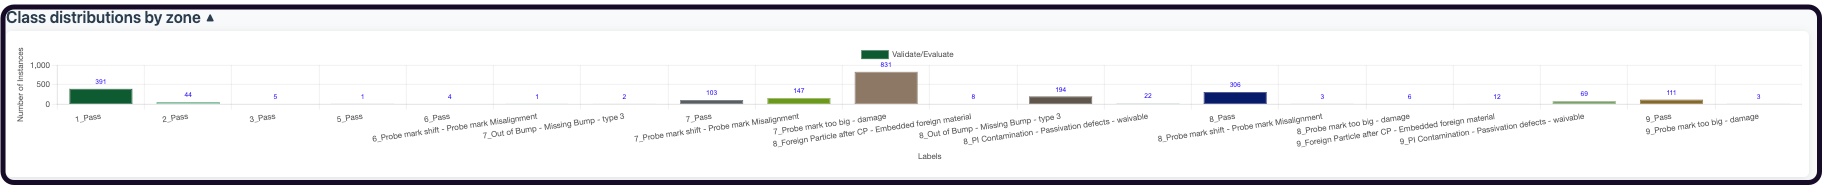 Class distributions by zone ▲
Validate/Evaluate
Number of Instances
1,000
500
0
391
44
5
1
4
1
2
103
147
831
8
194
22
306
3
6
12
69
111
3
1_Pass
2_Pass
3_Pass
5_Pass
6_Pass
6_Probe mark shift - Probe mark Misalignment
7_Out of Bump - Missing Bump - type 3
7_Pass
7_Probe mark shift - Probe mark Misalignment
7_Probe mark too big - damage
8_Foreign Particle after CP - Embedded foreign material
8_Out of Bump - Missing Bump - type 3
8_PI Contamination - Passivation defects - waivable
8_Pass
8_Probe mark shift - Probe mark Misalignment
8_Probe mark too big - damage
9_Foreign Particle after CP - Embedded foreign material
9_PI Contamination - Passivation defects - waivable
9_Pass
9_Probe mark too big - damage
Labels